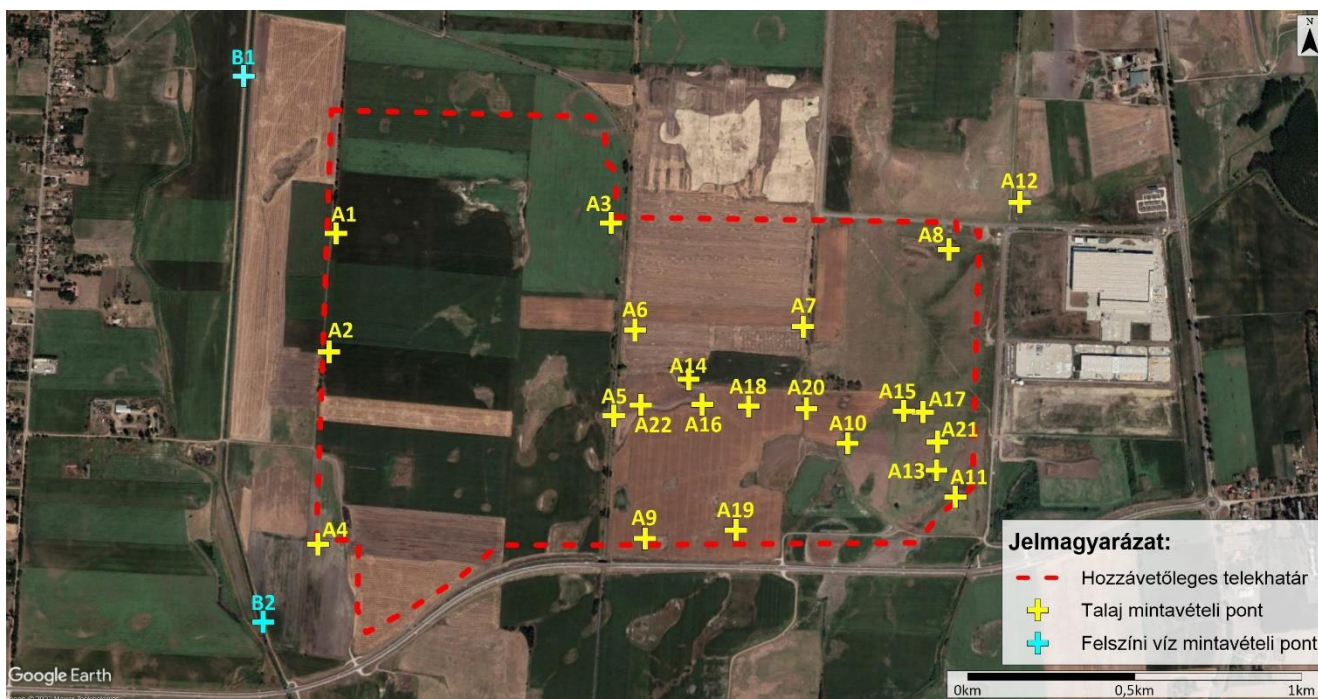 B1
N
A12
A1
A3
A8
A6
A7
A2
A14
A15
A17
A5
A18
A20
A22
A16
A10
A21
A13
A11
A9
A19
A4
B2
Jelmagyarázat:
Hozzávetőleges telekhatár
Talaj mintavételi pont
Felszíni víz mintavételi pont
Google Earth
0km
0,5km
1km